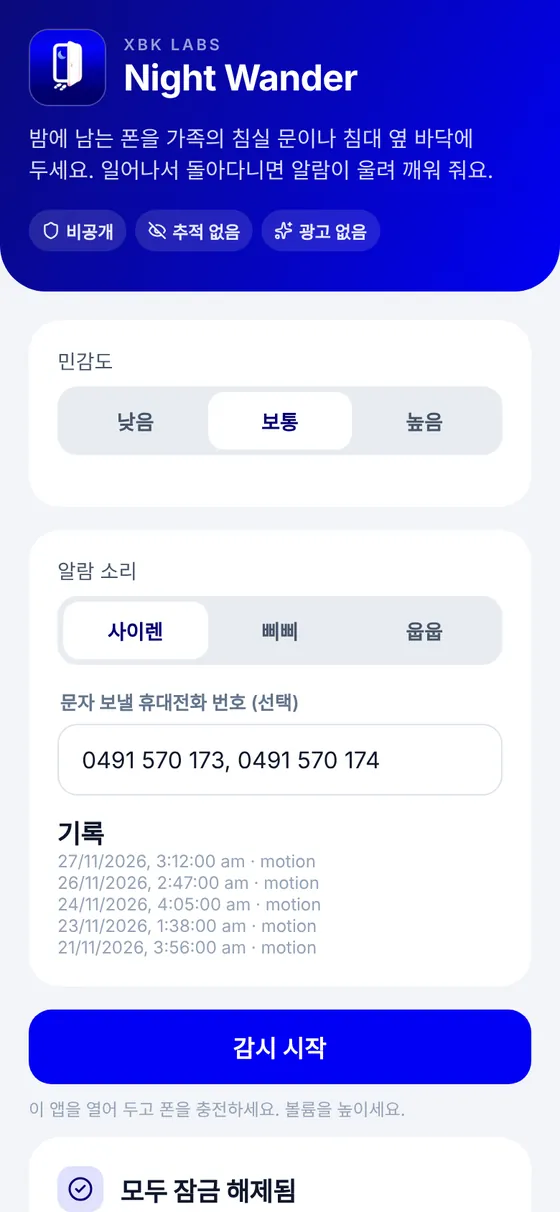 XBK LABS
Night Wander
밤에 남는 폰을 가족의 침실 문이나 침대 옆 바닥에
두세요. 일어나서 돌아다니면 알람이 울려 깨워 줘요.
비공개 추적 없음 광고 없음
민감도
낮음 보통 높음
알람 소리
사이렌 삐삐 웁웁
문자 보낼 휴대전화 번호 (선택)
0491 570 173, 0491 570 174
기록
27/11/2026, 3:12:00 am · motion
26/11/2026, 2:47:00 am · motion
24/11/2026, 4:05:00 am · motion
23/11/2026, 1:38:00 am · motion
21/11/2026, 3:56:00 am · motion
감시 시작
이 앱을 열어 두고 폰을 충전하세요. 볼륨을 높이세요.
모두 잠금 해제됨